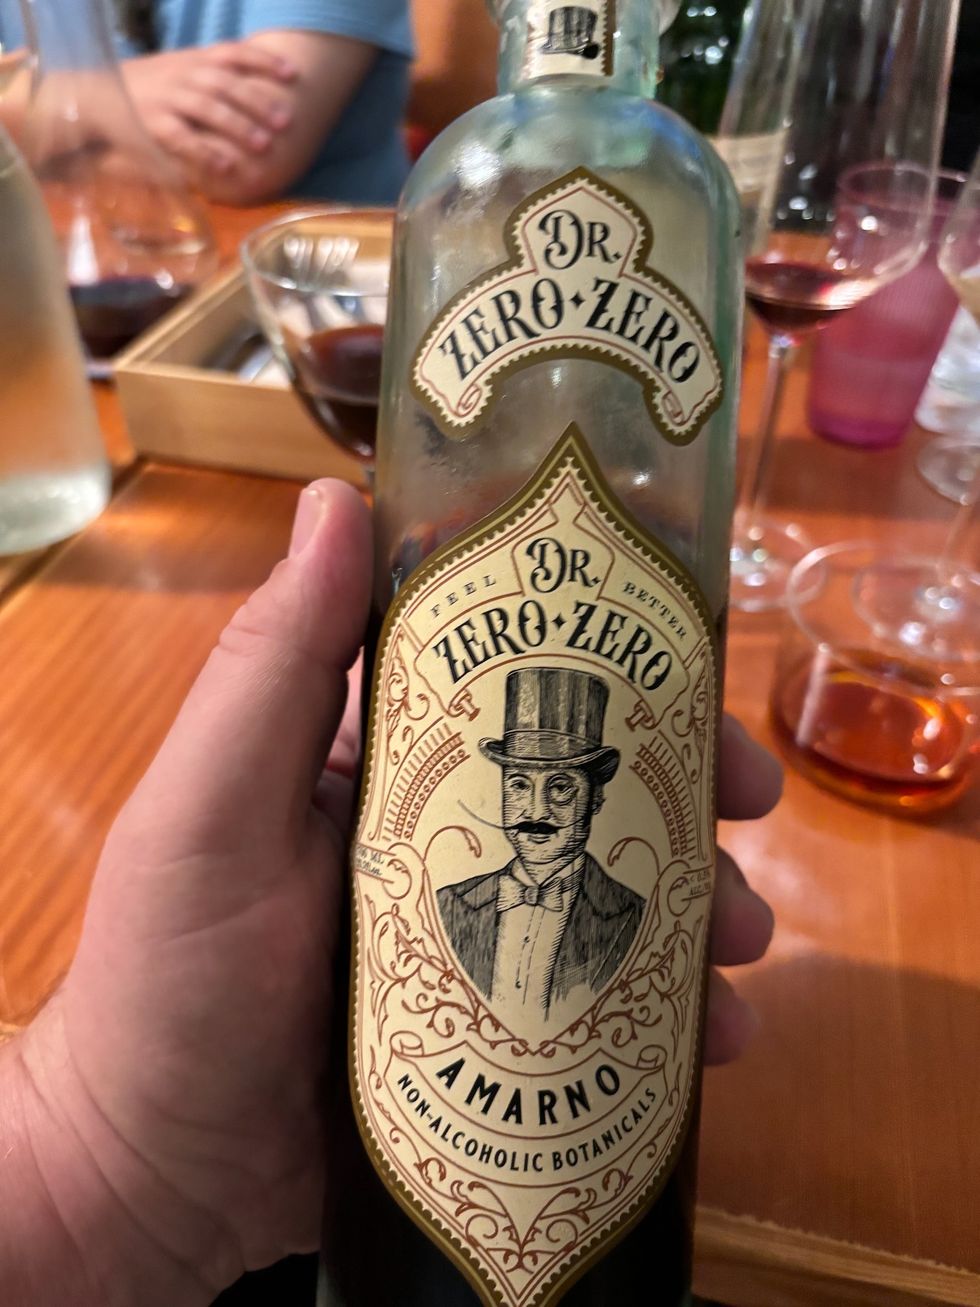 DR.
ZERO✦ZERO
FEEL
BETTER
DR.
ZERO✦ZERO
AMARNO
NON-ALCOHOLIC BOTANICALS